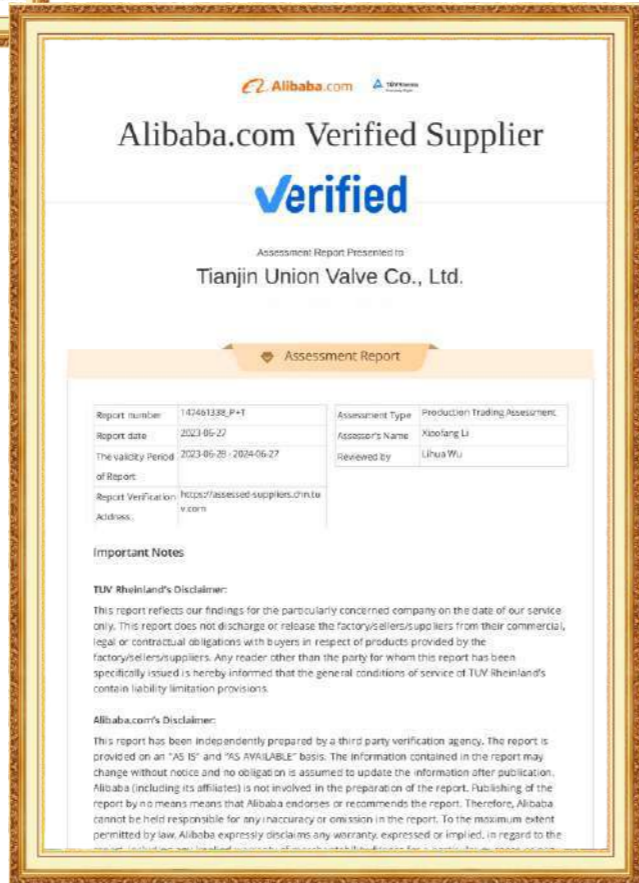 Alibaba.com TÜVRheinland
Alibaba.com Verified Supplier
Verified
Assessment Report Presented to
Tianjin Union Valve Co., Ltd.
Assessment Report
Report number 147461338_P+T
Report date 2023-06-27
The validity Period of Report 2023-06-28 - 2024-06-27
Report Verification Address https://assessed-suppliers.chn.tuv.com
Assessment Type Production Trading Assessment
Assessor's Name Xiaofang Li
Reviewed by Lihua Wu
Important Notes
TUV Rheinland's Disclaimer:
This report reflects our findings for the particularly concerned company on the date of our service
only. This report does not discharge or release the factory/sellers/suppliers from their commercial,
legal or contractual obligations with buyers in respect of products provided by the
factory/sellers/suppliers. Any reader other than the party for whom this report has been
specifically issued is hereby informed that the general conditions of service of TUV Rheinland's
contain liability limitation provisions.
Alibaba.com's Disclaimer:
This report has been independently prepared by a third party verification agency. The report is
provided on an "AS IS" and "AS AVAILABLE" basis. The information contained in the report may
change without notice and no obligation is assumed to update the information after publication.
Alibaba (including its affiliates) is not involved in the preparation of the report. Publishing of the
report by no means means that Alibaba endorses or recommends the report. Therefore, Alibaba
cannot be held responsible for any inaccuracy or omission in the report. To the maximum extent
permitted by law, Alibaba expressly disclaims any warranty, expressed or implied, in regard to the